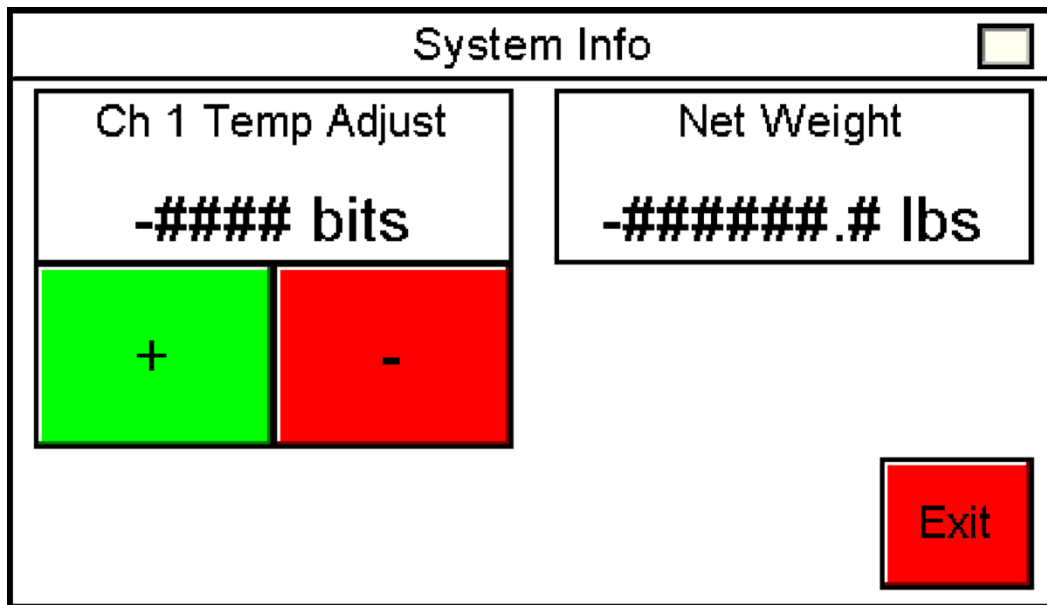 System Info
Ch 1 Temp Adjust
-#### bits
+
-
Net Weight
-######.# lbs
Exit